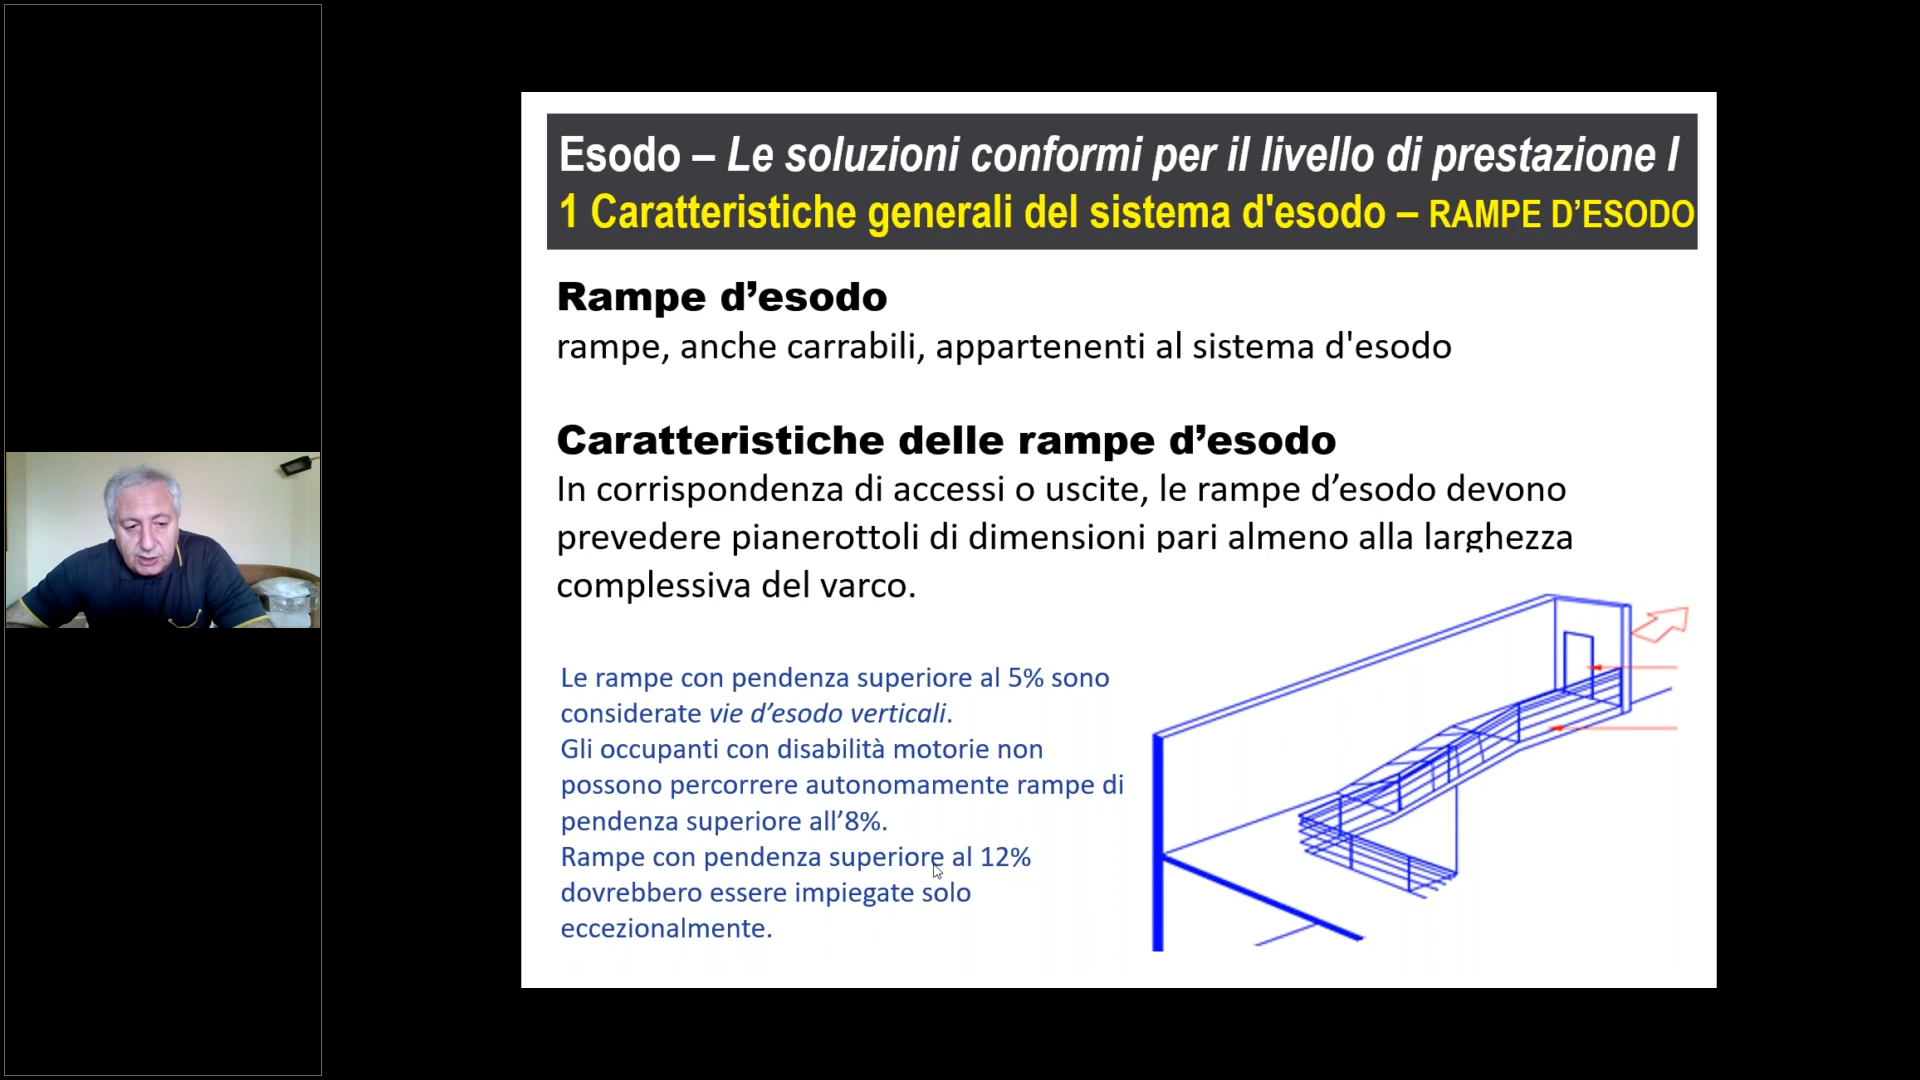 Esodo – Le soluzioni conformi per il livello di prestazione I
1 Caratteristiche generali del sistema d'esodo – RAMPE D’ESODO
Rampe d’esodo
rampe, anche carrabili, appartenenti al sistema d'esodo
Caratteristiche delle rampe d’esodo
In corrispondenza di accessi o uscite, le rampe d’esodo devono
prevedere pianerottoli di dimensioni pari almeno alla larghezza
complessiva del varco.
Le rampe con pendenza superiore al 5% sono
considerate vie d’esodo verticali.
Gli occupanti con disabilità motorie non
possono percorrere autonomamente rampe di
pendenza superiore all’8%.
Rampe con pendenza superiore al 12%
dovrebbero essere impiegate solo
eccezionalmente.